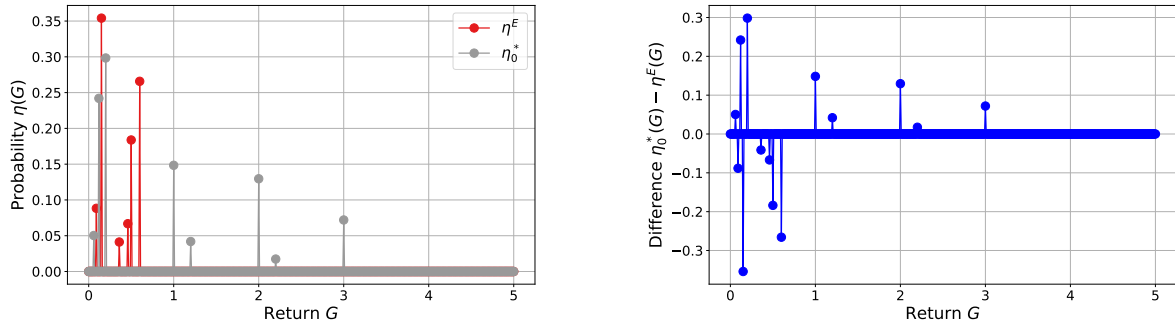 Probability η(G)
0.35
0.30
0.25
0.20
0.15
0.10
0.05
0.00
0 1 2 3 4 5
Return G
η^E
η_0^*
Difference η_0^*(G) − η^E(G)
0.3
0.2
0.1
0.0
−0.1
−0.2
−0.3
0 1 2 3 4 5
Return G